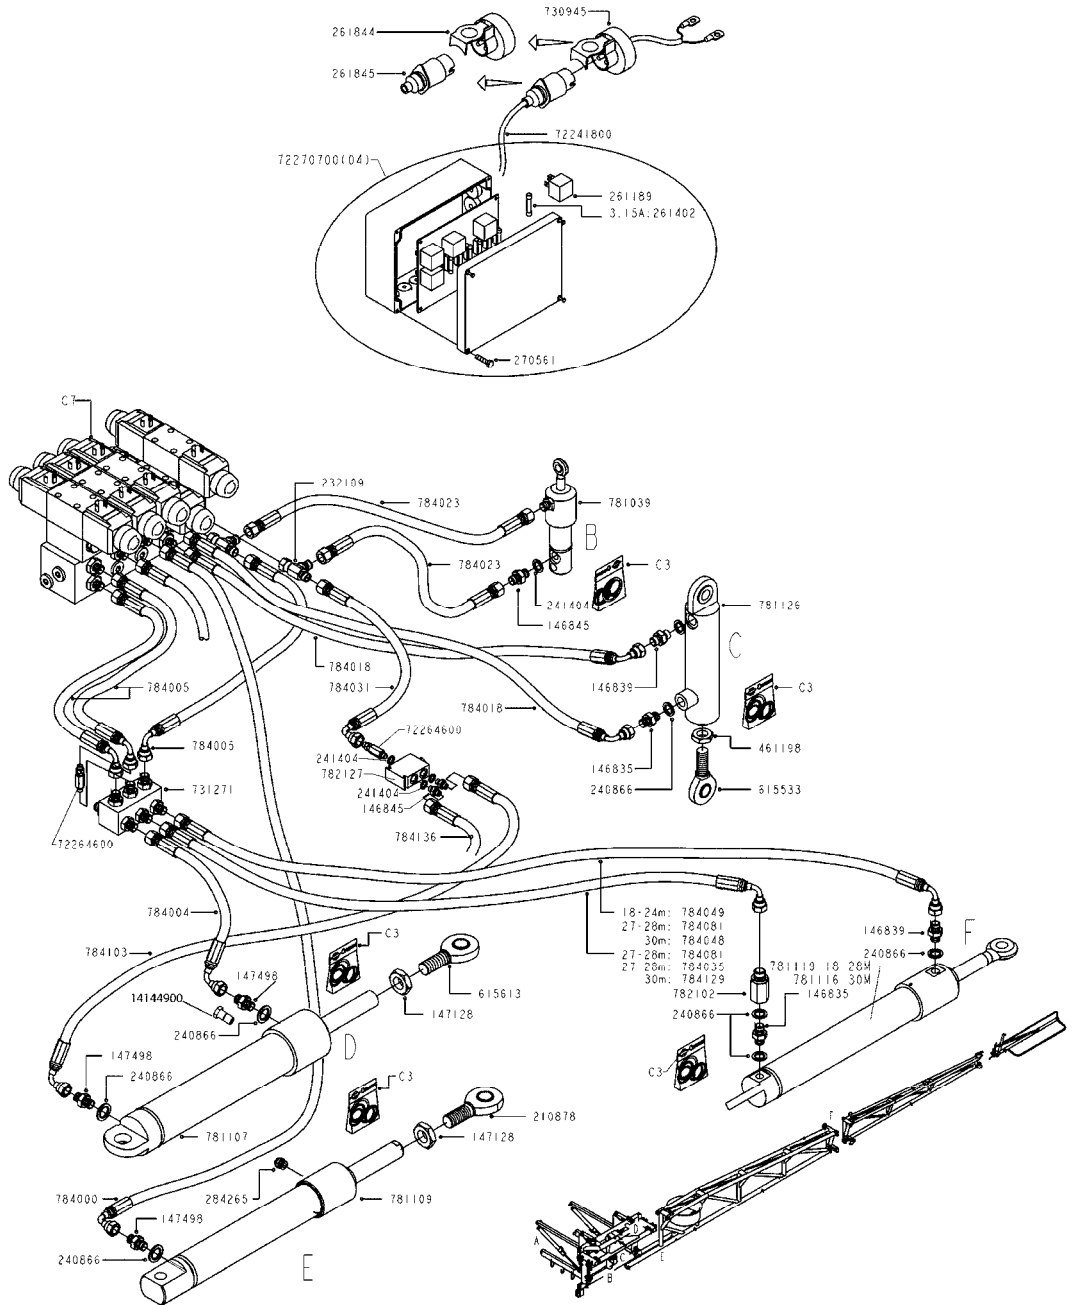 730945
261844
261845
72241800
72270700(04)
261189
3,15A:261402
270561
C7
232109
784023
781039
B
784023
C3
241404
146845
781126
C
784018
146839
784005
784031
C3
784018
72264600
784005
461198
241404
146835
782127
240866
731271
241404
615533
146845
784136
72264600
18-24m: 784049
784004
27-28m: 784081
146839
F
30m: 784048
784103
C3
27-28m: 784081
240866
27-28m: 784035
781119 18-28M
147498
30m: 784129
781116 30M
615613
782102
146835
14144900
147128
240866
240866
D
147498
C3
C3
240866
210878
781107
147128
F
784000
284265
781109
147498
A
D
C
E
240866
E
B